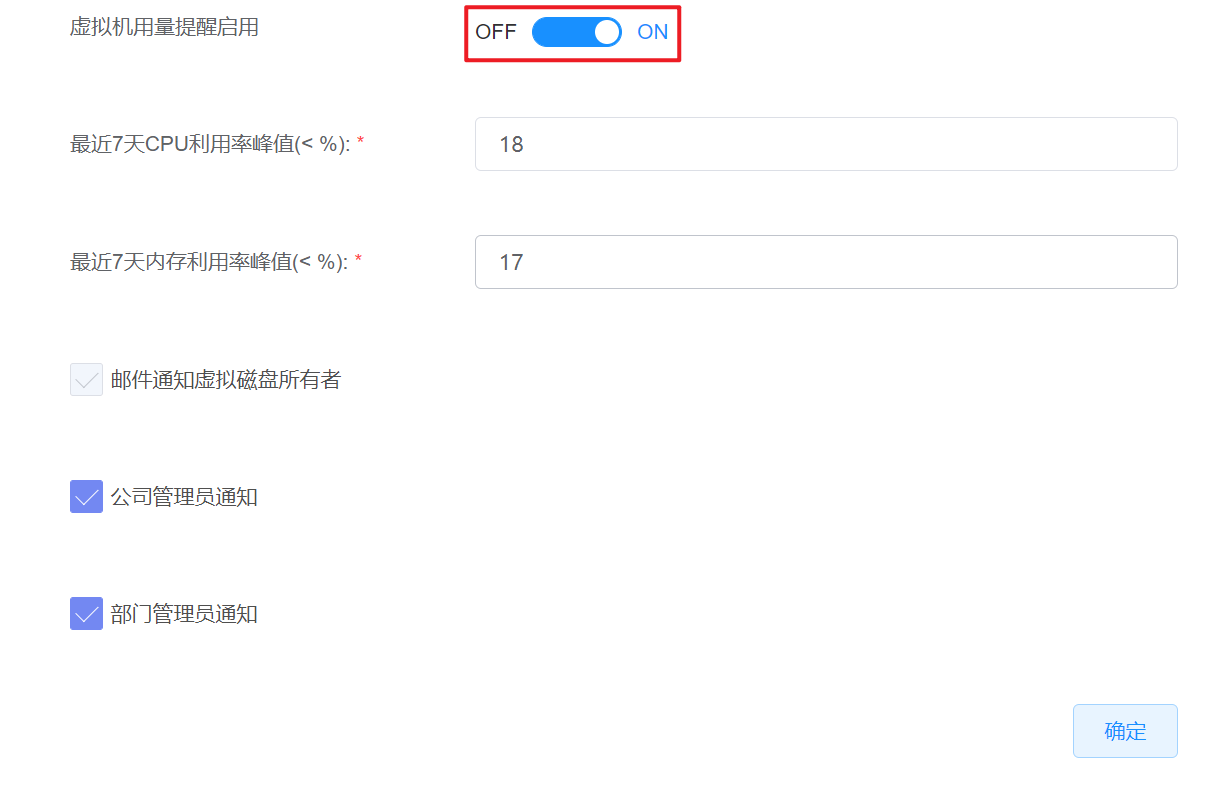 虚拟机用量提醒启用 OFF ON
最近7天CPU利用率峰值(< %): * 18
最近7天内存利用率峰值(< %): * 17
邮件通知虚拟磁盘所有者
公司管理员通知
部门管理员通知
确定